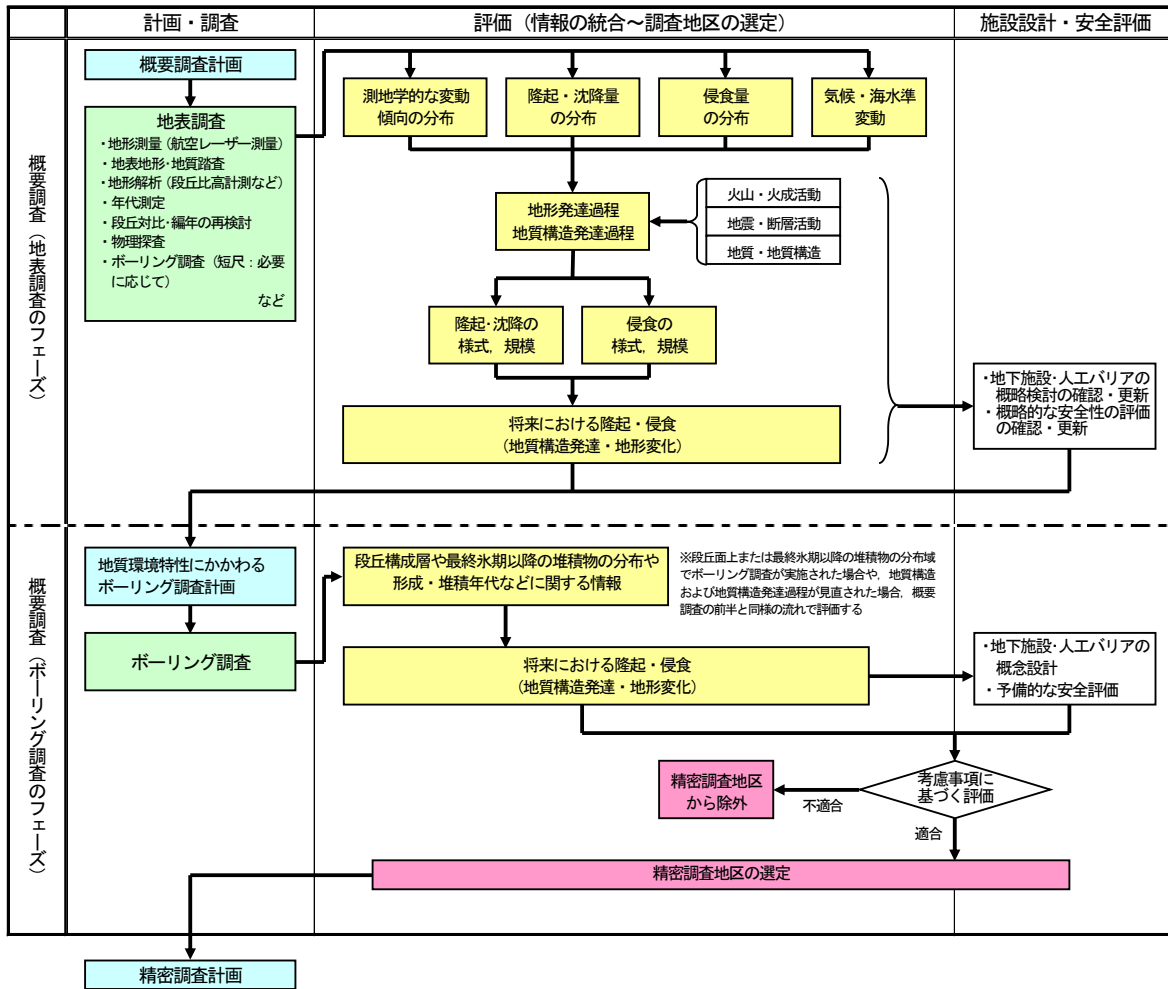 計画・調査
評価（情報の統合～調査地区の選定）
施設設計・安全評価
概要調査（地表調査のフェーズ）
概要調査計画
地表調査
・地形測量（航空レーザー測量）
・地表地形・地質踏査
・地形解析（段丘比高計測など）
・年代測定
・段丘対比・編年の再検討
・物理探査
・ボーリング調査（短尺：必要
に応じて）
など
測地学的な変動
傾向の分布
隆起・沈降量
の分布
侵食量
の分布
気候・海水準
変動
地形発達過程
地質構造発達過程
火山・火成活動
地震・断層活動
地質・地質構造
隆起・沈降の
様式，規模
侵食の
様式，規模
将来における隆起・侵食
（地質構造発達・地形変化）
・地下施設・人工バリアの
概略検討の確認・更新
・概略的な安全性の評価
の確認・更新
概要調査（ボーリング調査のフェーズ）
地質環境特性にかかわる
ボーリング調査計画
ボーリング調査
段丘構成層や最終氷期以降の堆積物の分布や
形成・堆積年代などに関する情報
※段丘面上または最終氷期以降の堆積物の分布域
でボーリング調査が実施された場合や，地質構造
および地質構造発達過程が見直された場合，概要
調査の前半と同様の流れで評価する
将来における隆起・侵食
（地質構造発達・地形変化）
・地下施設・人工バリアの
概念設計
・予備的な安全評価
考慮事項に
基づく評価
不適合
精密調査地区
から除外
適合
精密調査地区の選定
精密調査計画